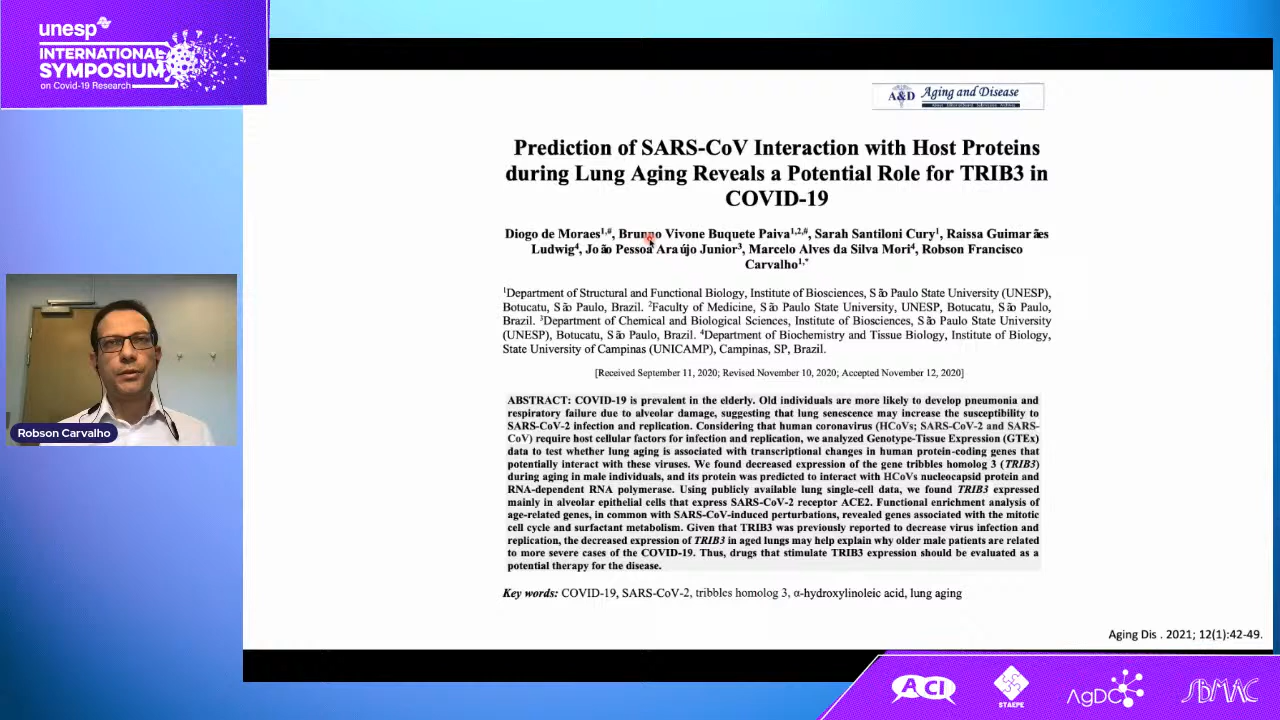 unesp
INTERNATIONAL
SYMPOSIUM
on Covid-19 Research
A&D Aging and Disease
Prediction of SARS-CoV Interaction with Host Proteins
during Lung Aging Reveals a Potential Role for TRIB3 in
COVID-19
Diogo de Moraes1,#, Bruno Vivone Buquete Paiva1,2,#, Sarah Santiloni Cury1, Raissa Guimarães
Ludwig4, João Pessoa Araújo Junior3, Marcelo Alves da Silva Mori4, Robson Francisco
Carvalho1,*
1Department of Structural and Functional Biology, Institute of Biosciences, São Paulo State University (UNESP),
Botucatu, São Paulo, Brazil. 2Faculty of Medicine, São Paulo State University, UNESP, Botucatu, São Paulo,
Brazil. 3Department of Chemical and Biological Sciences, Institute of Biosciences, São Paulo State University
(UNESP), Botucatu, São Paulo, Brazil. 4Department of Biochemistry and Tissue Biology, Institute of Biology,
State University of Campinas (UNICAMP), Campinas, SP, Brazil.
[Received September 11, 2020; Revised November 10, 2020; Accepted November 12, 2020]
ABSTRACT: COVID-19 is prevalent in the elderly. Old individuals are more likely to develop pneumonia and
respiratory failure due to alveolar damage, suggesting that lung senescence may increase the susceptibility to
SARS-CoV-2 infection and replication. Considering that human coronavirus (HCoVs; SARS-CoV-2 and SARS-
CoV) require host cellular factors for infection and replication, we analyzed Genotype-Tissue Expression (GTEx)
data to test whether lung aging is associated with transcriptional changes in human protein-coding genes that
potentially interact with these viruses. We found decreased expression of the gene tribbles homolog 3 (TRIB3)
during aging in male individuals, and its protein was predicted to interact with HCoVs nucleocapsid protein and
RNA-dependent RNA polymerase. Using publicly available lung single-cell data, we found TRIB3 expressed
mainly in alveolar epithelial cells that express SARS-CoV-2 receptor ACE2. Functional enrichment analysis of
age-related genes, in common with SARS-CoV-induced perturbations, revealed genes associated with the mitotic
cell cycle and surfactant metabolism. Given that TRIB3 was previously reported to decrease virus infection and
replication, the decreased expression of TRIB3 in aged lungs may help explain why older male patients are related
to more severe cases of the COVID-19. Thus, drugs that stimulate TRIB3 expression should be evaluated as a
potential therapy for the disease.
Key words: COVID-19, SARS-CoV-2, tribbles homolog 3, α-hydroxylinoleic acid, lung aging
Aging Dis . 2021; 12(1):42-49.
Robson Carvalho
ACI
STAEPE
AgDC
SBMAC